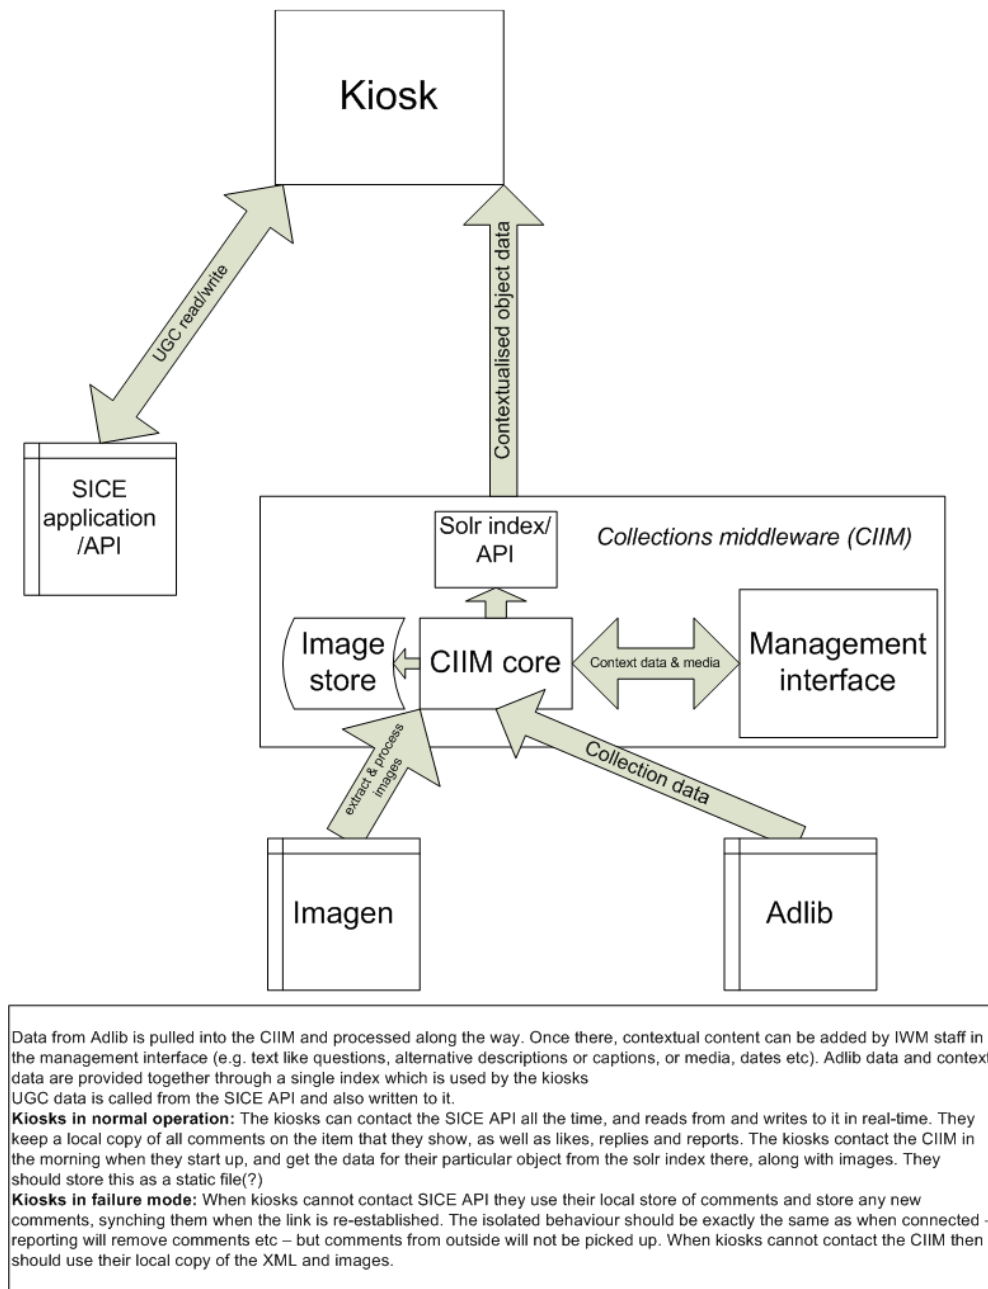 Kiosk
UGC read/write
Contextualised object data
SICE
application
/API
Solr index/
API
Collections middleware (CIIM)
Image
store
CIIM core
Context data & media
Management
interface
extract & process
images
Collection data
Imagen
Adlib
Data from Adlib is pulled into the CIIM and processed along the way. Once there, contextual content can be added by IWM staff in
the management interface (e.g. text like questions, alternative descriptions or captions, or media, dates etc). Adlib data and context
data are provided together through a single index which is used by the kiosks
UGC data is called from the SICE API and also written to it.
Kiosks in normal operation: The kiosks can contact the SICE API all the time, and reads from and writes to it in real-time. They
keep a local copy of all comments on the item that they show, as well as likes, replies and reports. The kiosks contact the CIIM in
the morning when they start up, and get the data for their particular object from the solr index there, along with images. They
should store this as a static file(?)
Kiosks in failure mode: When kiosks cannot contact SICE API they use their local store of comments and store any new
comments, synching them when the link is re-established. The isolated behaviour should be exactly the same as when connected –
reporting will remove comments etc – but comments from outside will not be picked up. When kiosks cannot contact the CIIM then
should use their local copy of the XML and images.